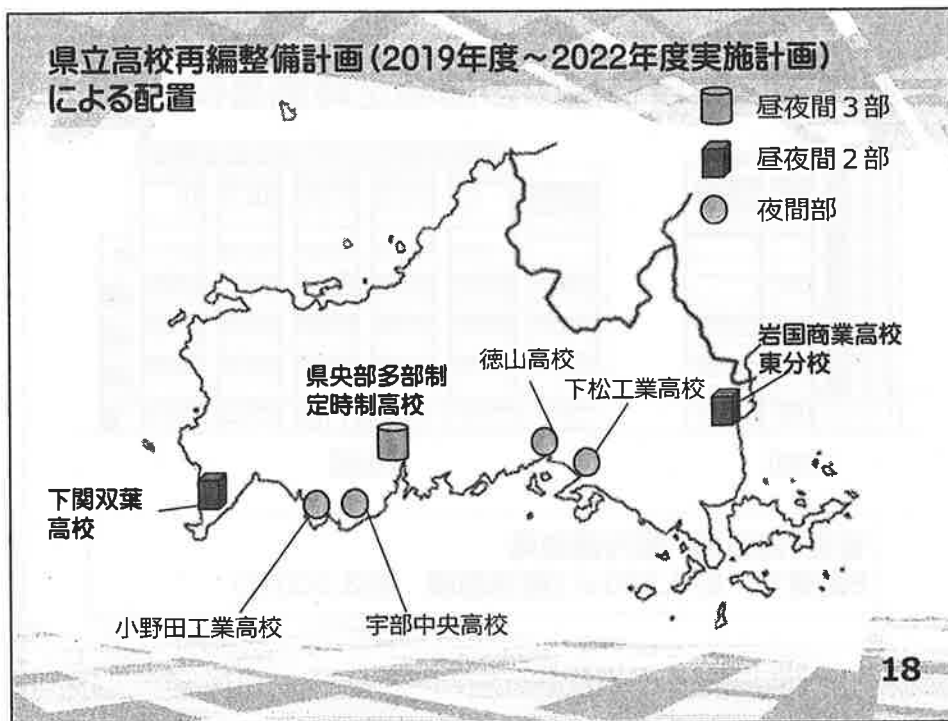 県立高校再編整備計画（2019年度～2022年度実施計画）
による配置
昼夜間３部
昼夜間２部
夜間部
岩国商業高校
東分校
徳山高校
下松工業高校
県央部多部制
定時制高校
下関双葉
高校
小野田工業高校
宇部中央高校
18